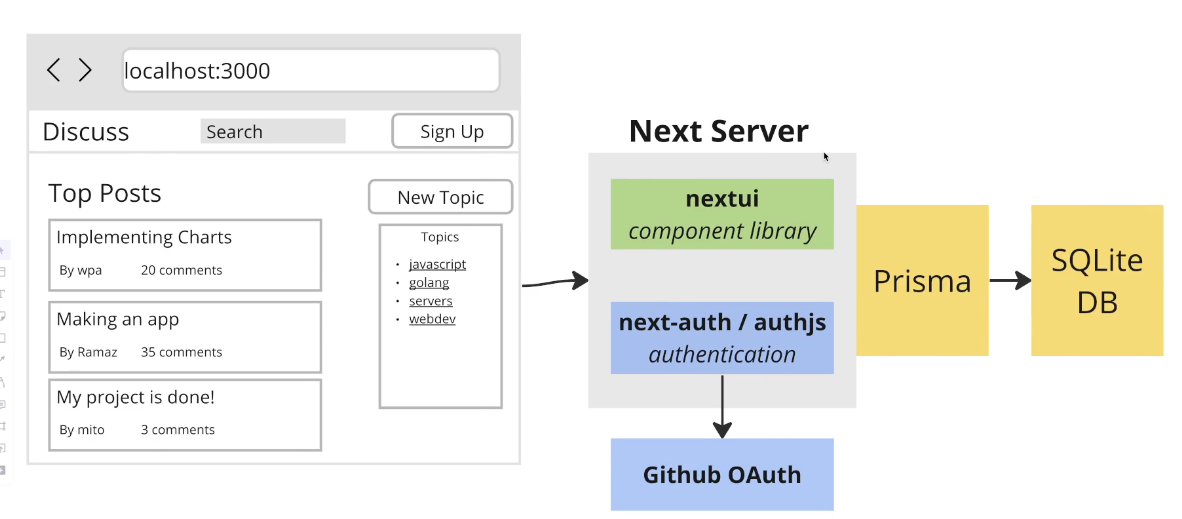 localhost:3000
Discuss
Search
Sign Up
Top Posts
New Topic
Implementing Charts
By wpa 20 comments
Making an app
By Ramaz 35 comments
My project is done!
By mito 3 comments
Topics
• javascript
• golang
• servers
• webdev
Next Server
nextui
component library
next-auth / authjs
authentication
Github OAuth
Prisma
SQLite
DB